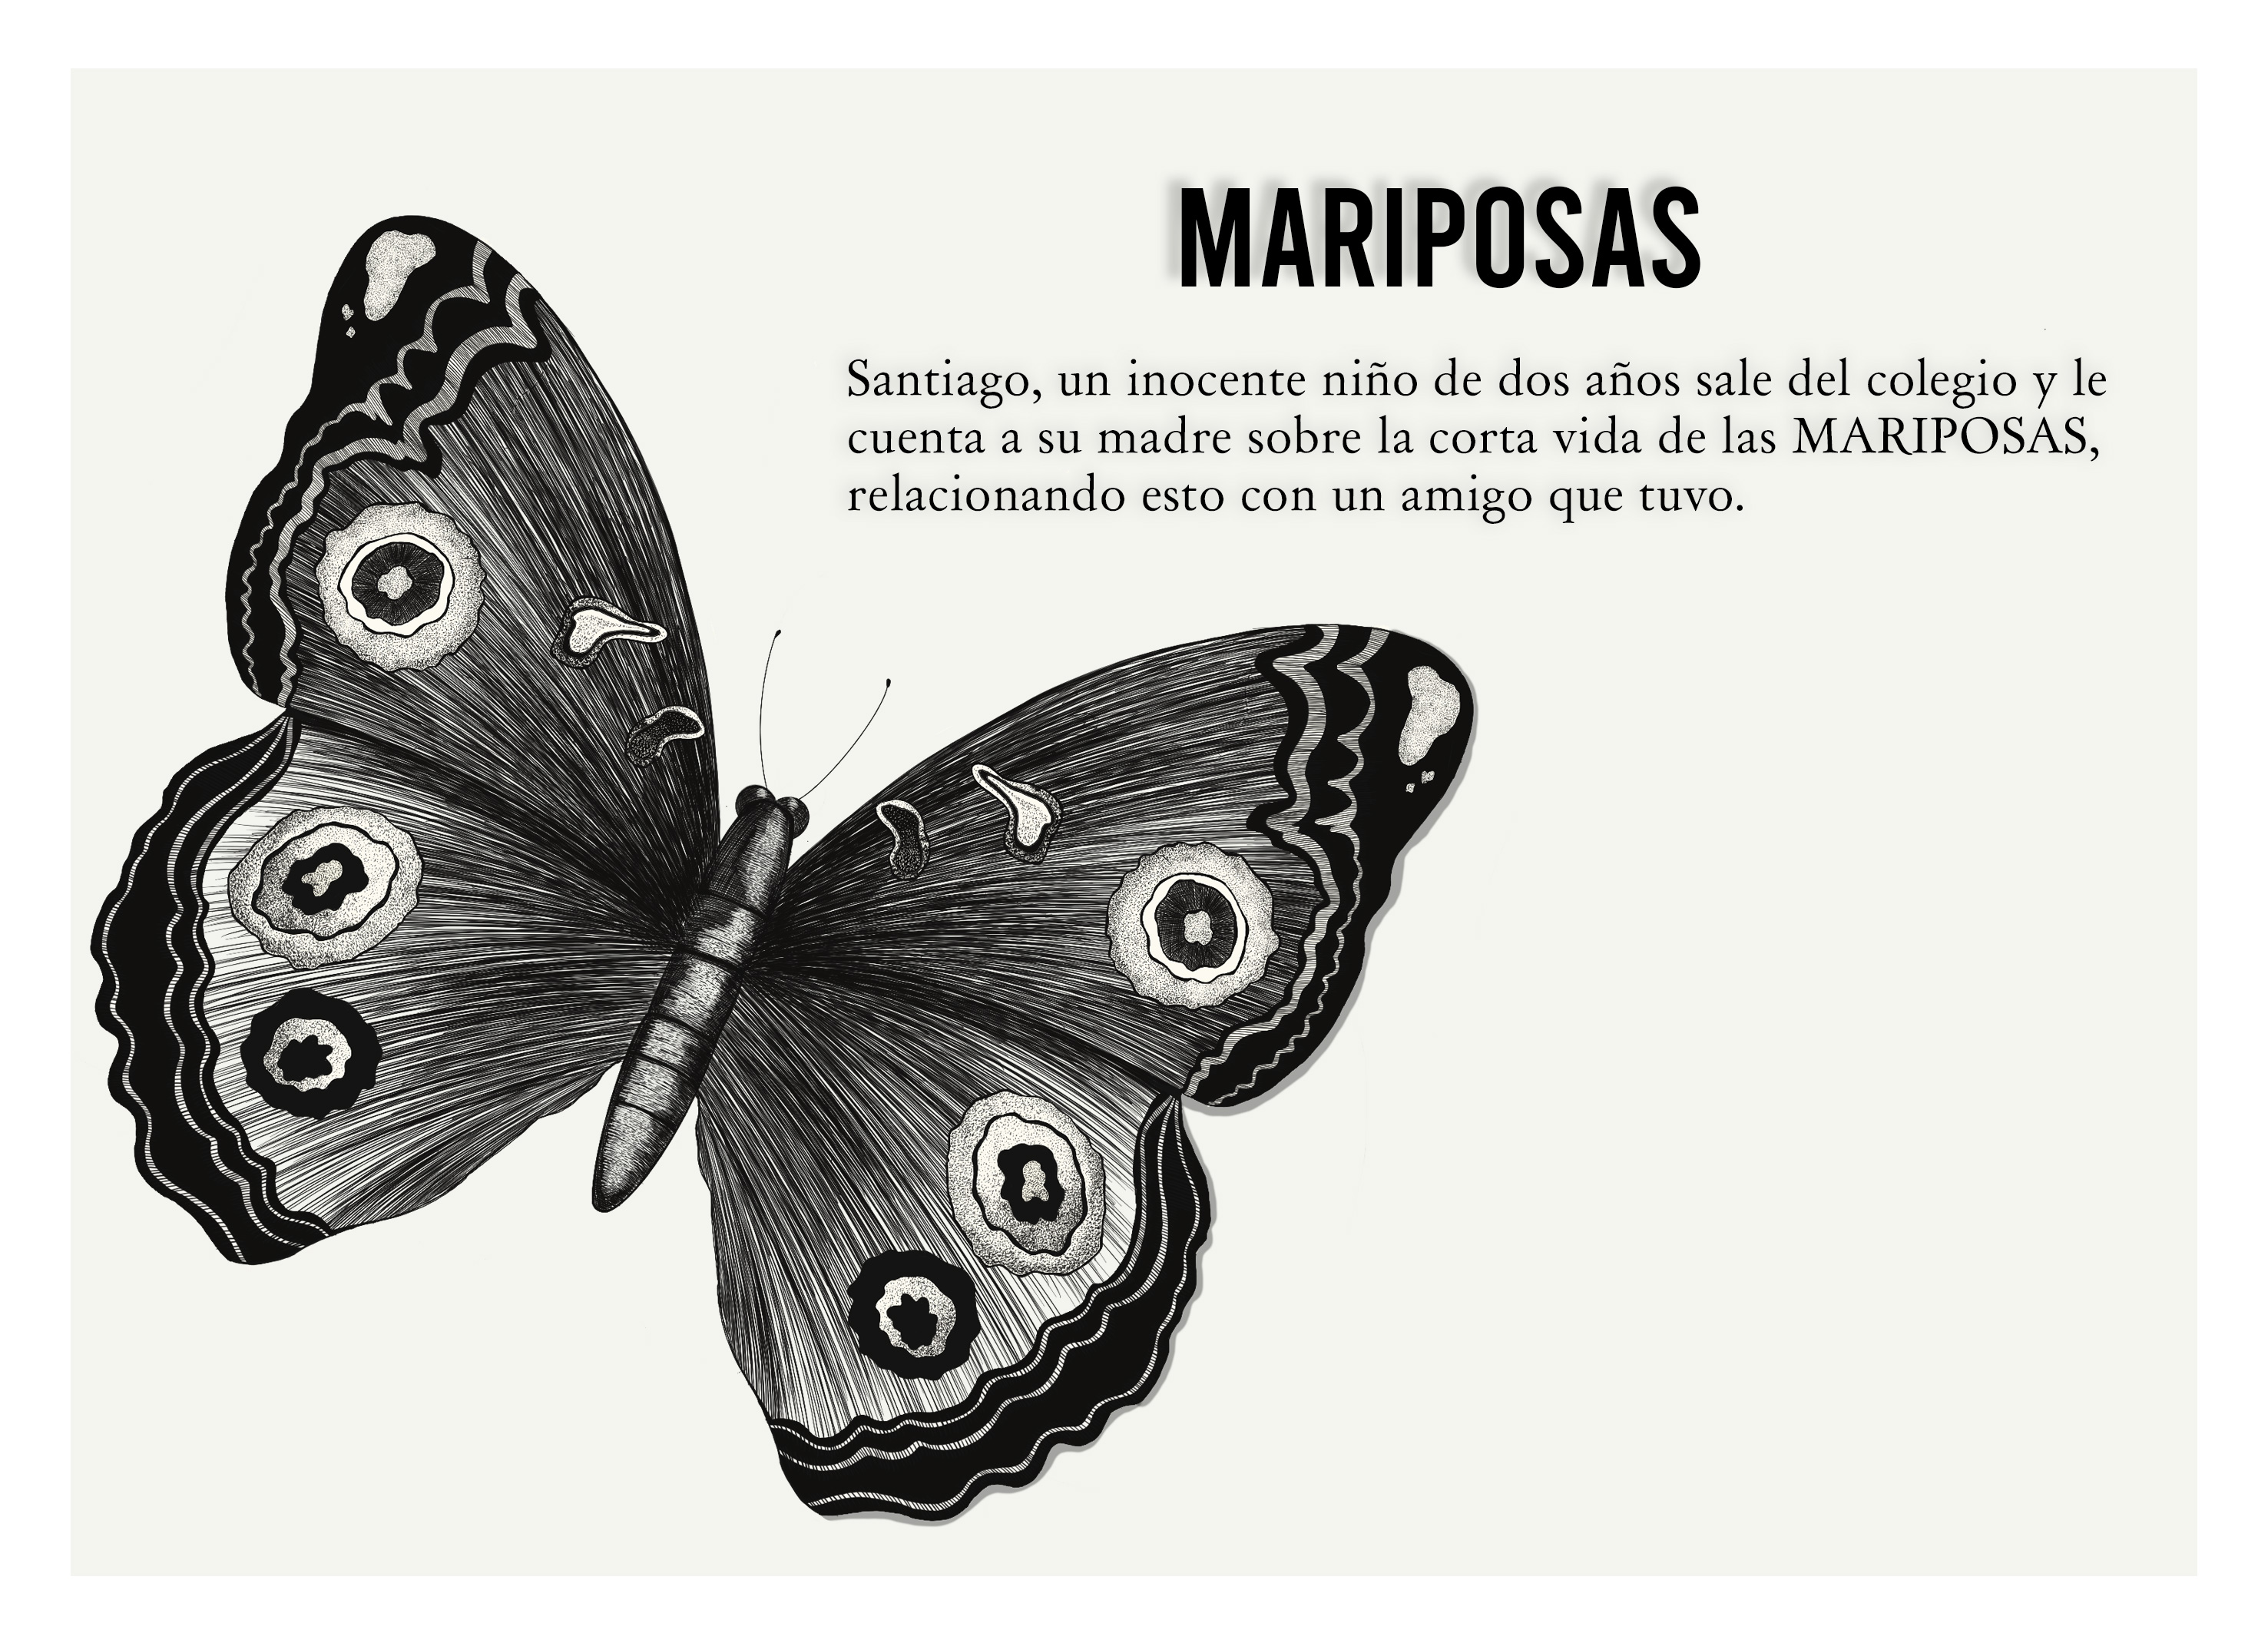 MARIPOSAS
Santiago, un inocente niño de dos años sale del colegio y le
cuenta a su madre sobre la corta vida de las MARIPOSAS,
relacionando esto con un amigo que tuvo.